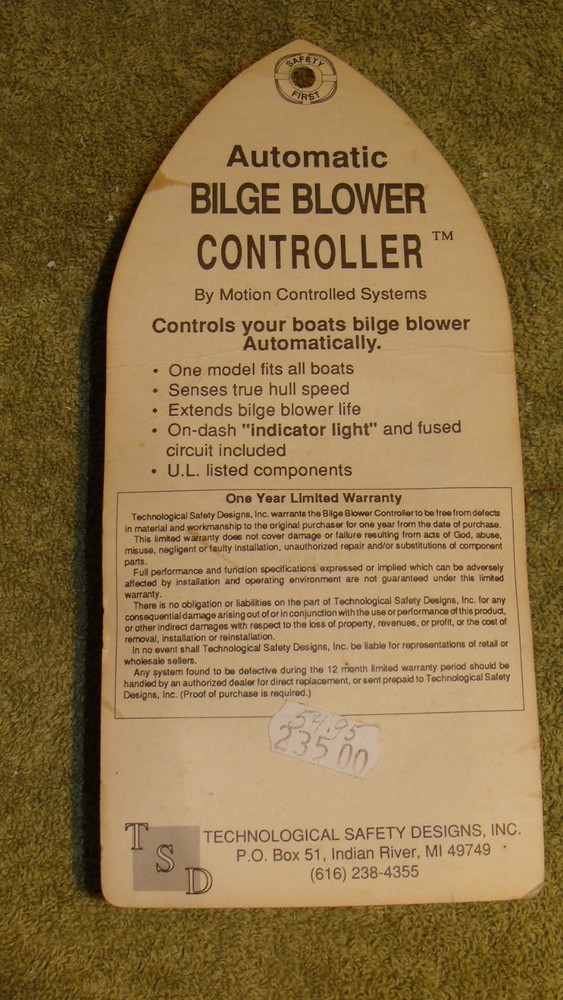 SAFETY
FIRST
Automatic
BILGE BLOWER
CONTROLLER ™
By Motion Controlled Systems
Controls your boats bilge blower
Automatically.
• One model fits all boats
• Senses true hull speed
• Extends bilge blower life
• On-dash "indicator light" and fused
circuit included
• U.L. listed components
One Year Limited Warranty
Technological Safety Designs, Inc. warrants the Bilge Blower Controller to be free from defects
in material and workmanship to the original purchaser for one year from the date of purchase.
This limited warranty does not cover damage or failure resulting from acts of God, abuse,
misuse, negligent or faulty installation, unauthorized repair and/or substitutions of component
parts.
Full performance and function specifications expressed or implied which can be adversely
affected by installation and operating environment are not guaranteed under this limited
warranty.
There is no obligation or liabilities on the part of Technological Safety Designs, Inc. for any
consequential damage arising out of or in conjunction with the use or performance of this product,
or other indirect damages with respect to the loss of property, revenues, or profit, or the cost of
removal, installation or reinstallation.
In no event shall Technological Safety Designs, Inc. be liable for representations of retail or
wholesale sellers.
Any system found to be defective during the 12 month limited warranty period should be
handled by an authorized dealer for direct replacement, or sent prepaid to Technological Safety
Designs, Inc. (Proof of purchase is required.)
54.95
235 00
TSD
TECHNOLOGICAL SAFETY DESIGNS, INC.
P.O. Box 51, Indian River, MI 49749
(616) 238-4355